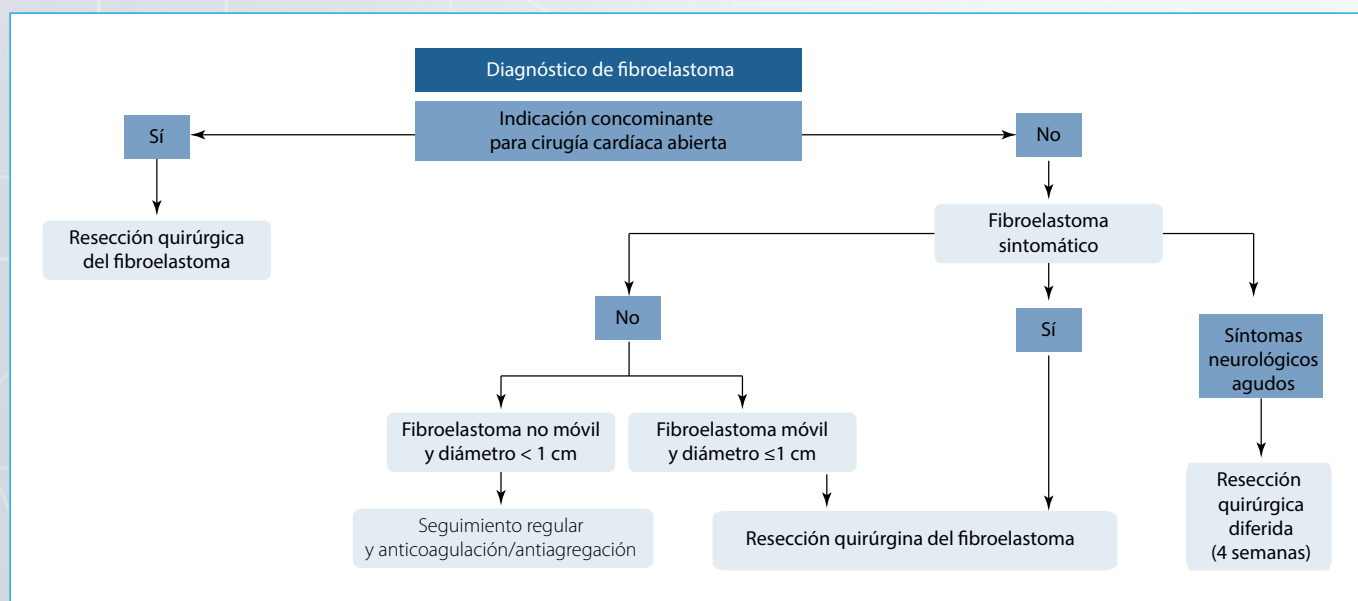 Diagnóstico de fibroelastoma
Indicación concominante
para cirugía cardíaca abierta
Sí
No
Resección quirúrgica
del fibroelastoma
Fibroelastoma
sintomático
No
Sí
Síntomas
neurológicos
agudos
Fibroelastoma no móvil
y diámetro < 1 cm
Fibroelastoma móvil
y diámetro ≤1 cm
Seguimiento regular
y anticoagulación/antiagregación
Resección quirúrgina del fibroelastoma
Resección
quirúrgica
diferida
(4 semanas)